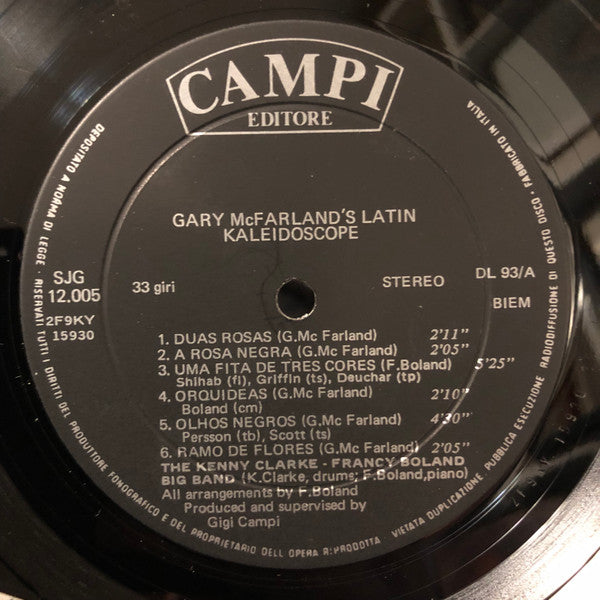 CAMPI
EDITORE
DEPOSITATO A NORMA DI LEGGE · RISERVATI TUTTI I DIRITTI DEL PRODUTTORE FONOGRAFICO E DEL PROPRIETARIO DELL OPERA RIPRODOTTA · VIETATA DUPLICAZIONE PUBBLICA ESECUZIONE RADIODIFFUSIONE DI QUESTO DISCO · FABBRICATO IN ITALIA
GARY McFARLAND'S LATIN
KALEIDOSCOPE
SJG
12.005
33 giri
STEREO
DL 93/A
2F9KY
15930
BIEM
1. DUAS ROSAS (G.Mc Farland) 2'11"
2. A ROSA NEGRA (G.Mc Farland) 2'05"
3. UMA FITA DE TRES CORES (F.Boland) 5'25"
Shihab (fl), Griffin (ts), Deuchar (tp)
4. ORQUIDEAS (G.Mc Farland) 2'10"
Boland (cm)
5. OLHOS NEGROS (G.Mc Farland) 4'30"
Persson (tb), Scott (ts)
6. RAMO DE FLORES (G.Mc Farland) 2'05"
THE KENNY CLARKE - FRANCY BOLAND
BIG BAND (K.Clarke, drums; F.Boland,piano)
All arrangements by F.Boland
Produced and supervised by
Gigi Campi